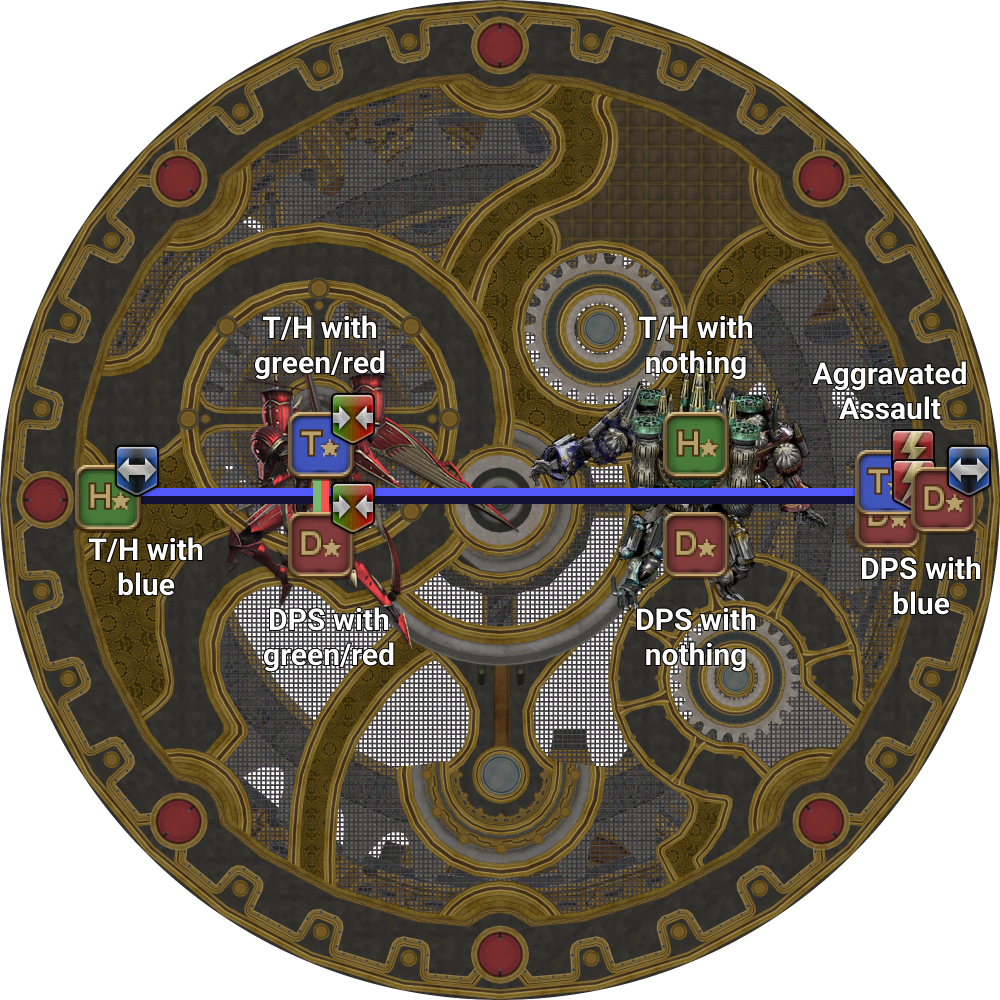 T/H with
green/red
T/H with
nothing
Aggravated
Assault
T
H
H
T
D
D
D
D
T/H with
blue
DPS with
blue
DPS with
green/red
DPS with
nothing